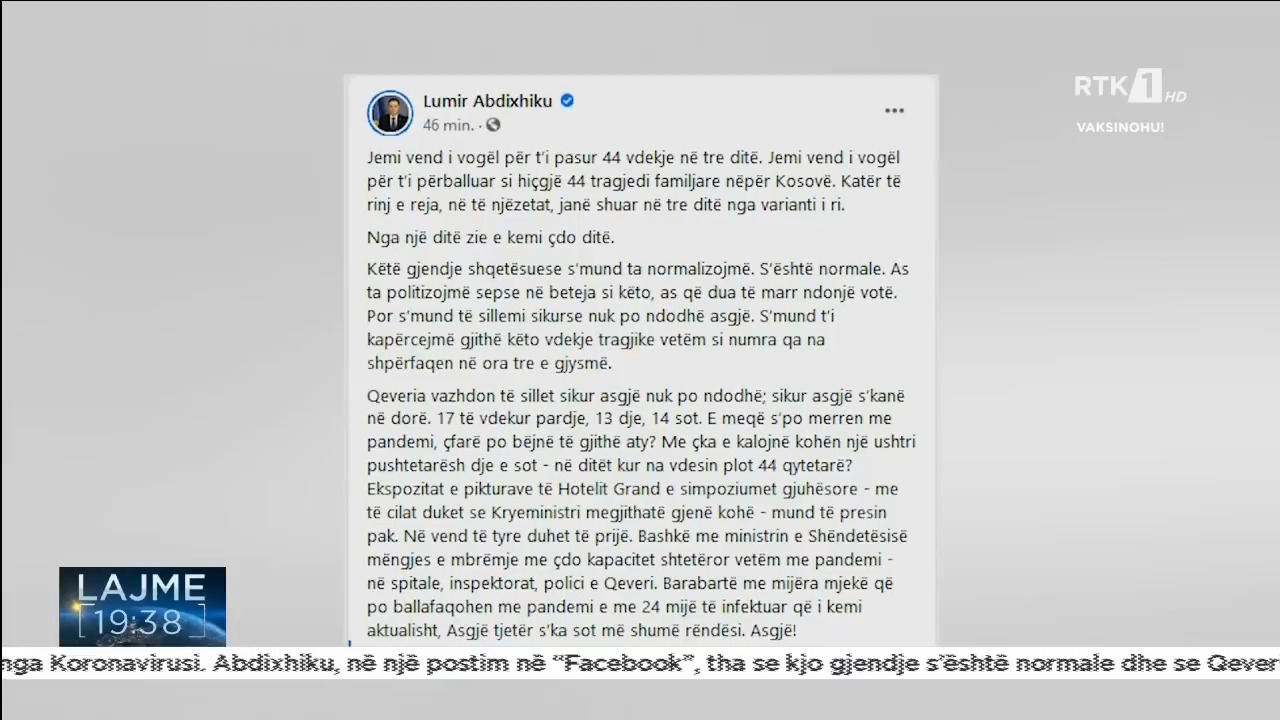 Lumir Abdixhiku
46 min. ·
RTK 1 HD
VAKSINOHU!
Jemi vend i vogël për t'i pasur 44 vdekje në tre ditë. Jemi vend i vogël
për t'i përballuar si hiçgjë 44 tragjedi familjare nëpër Kosovë. Katër të
rinj e reja, në të njëzetat, janë shuar në tre ditë nga varianti i ri.
Nga një ditë zie e kemi çdo ditë.
Këtë gjendje shqetësuese s'mund ta normalizojmë. S'është normale. As
ta politizojmë sepse në beteja si këto, as që dua të marr ndonjë votë.
Por s'mund të sillemi sikurse nuk po ndodhë asgjë. S'mund t'i
kapërcejmë gjithë këto vdekje tragjike vetëm si numra qa na
shpërfaqen në ora tre e gjysmë.
Qeveria vazhdon të sillet sikur asgjë nuk po ndodhë; sikur asgjë s'kanë
në dorë. 17 të vdekur pardje, 13 dje, 14 sot. E meqë s'po merren me
pandemi, çfarë po bëjnë të gjithë aty? Me çka e kalojnë kohën një ushtri
pushtetarësh dje e sot - në ditët kur na vdesin plot 44 qytetarë?
Ekspozitat e pikturave të Hotelit Grand e simpoziumet gjuhësore - me
të cilat duket se Kryeministri megjithatë gjenë kohë - mund të presin
pak. Në vend të tyre duhet të prijë. Bashkë me ministrin e Shëndetësisë
mëngjes e mbrëmje me çdo kapacitet shtetëror vetëm me pandemi -
në spitale, inspektorat, polici e Qeveri. Barabartë me mijëra mjekë që
po ballafaqohen me pandemi e me 24 mijë të infektuar që i kemi
aktualisht, Asgjë tjetër s'ka sot më shumë rëndësi. Asgjë!
LAJME
19:38
nga Koronavirusi. Abdixhiku, në një postim në “Facebook”, tha se kjo gjendje s'është normale dhe se Qeveri